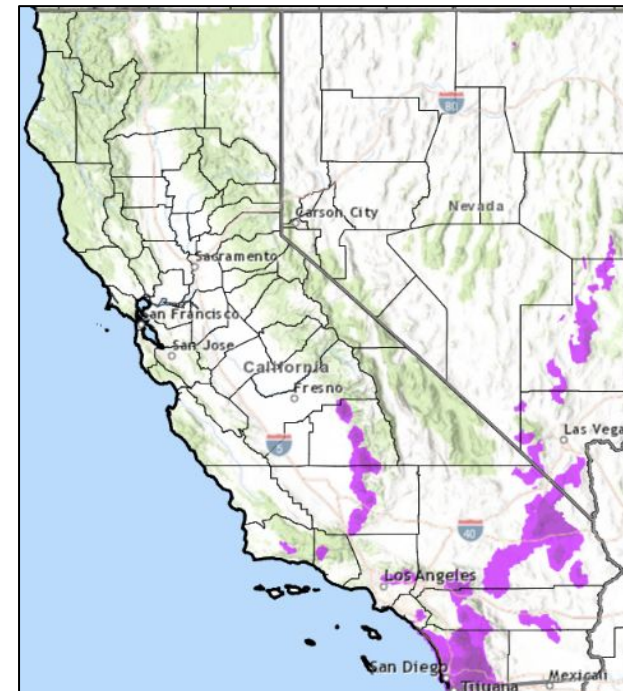 80
Carson City
Nevada
Sacramento
San Francisco
San Jose
California
Fresno
5
Las Vega
40
Los Angeles
San Diego
Tijuana
Mexicali